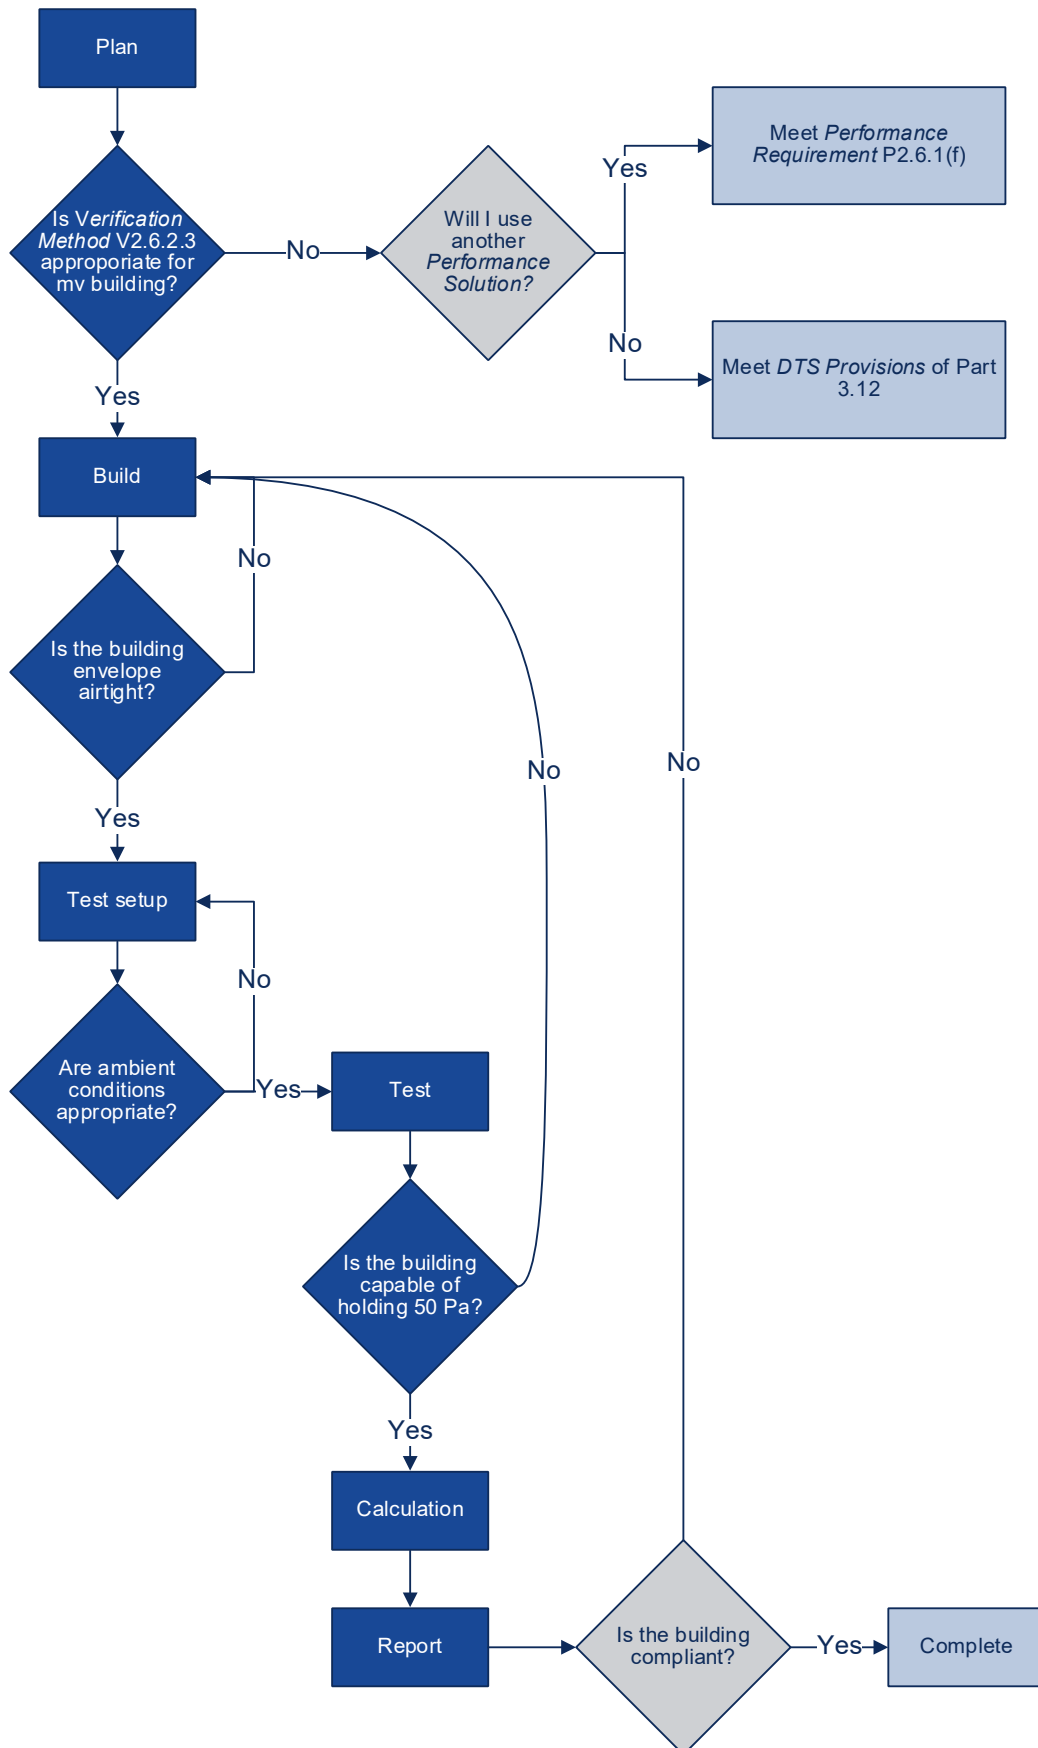 Plan
Is Verification
Method V2.6.2.3
approporiate for
mv building?
No
Will I use
another
Performance
Solution?
Yes
Meet Performance
Requirement P2.6.1(f)
No
Meet DTS Provisions of Part
3.12
Yes
Build
No
Is the building
envelope
airtight?
No
No
Yes
Test setup
No
Are ambient
conditions
appropriate?
Yes
Test
Is the building
capable of
holding 50 Pa?
Yes
Calculation
Report
Is the building
compliant?
Yes
Complete